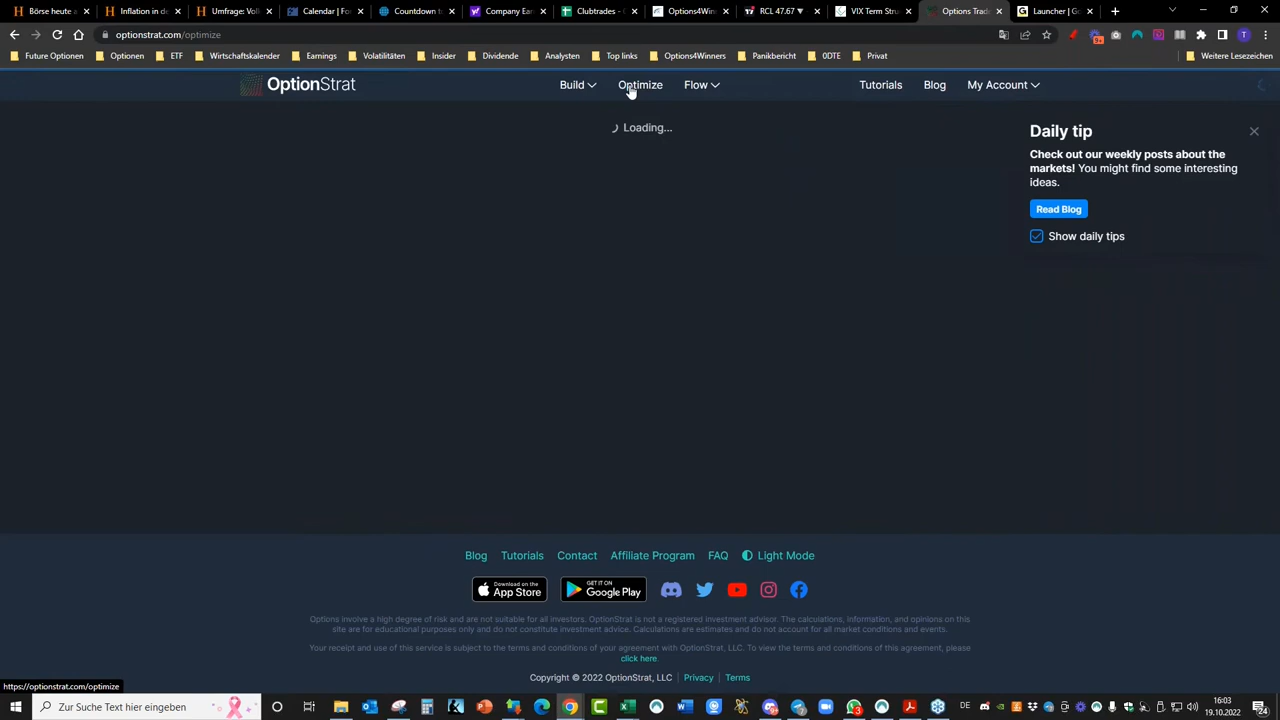 Börse heute a
Inflation in de
Umfrage: Voll
Calendar | Fo
Countdown t
Company Ear
Clubtrades - G
Options4Win
RCL 47.67 ▼
VIX Term Stru
Options Trade
Launcher | Ge
optionstrat.com/optimize
Future Optionen
Optionen
ETF
Wirtschaftskalender
Earnings
Volatilitäten
Insider
Dividende
Analysten
Top links
Options4Winners
Panikbericht
0DTE
Privat
Weitere Lesezeichen
OptionStrat
Build
Optimize
Flow
Tutorials
Blog
My Account
Loading...
Daily tip
Check out our weekly posts about the
markets! You might find some interesting
ideas.
Read Blog
Show daily tips
Blog
Tutorials
Contact
Affiliate Program
FAQ
Light Mode
Download on the
App Store
GET IT ON
Google Play
Options involve a high degree of risk and are not suitable for all investors. OptionStrat is not a registered investment advisor. The calculations, information, and opinions on this
site are for educational purposes only and do not constitute investment advice. Calculations are estimates and do not account for all market conditions and events.
Your receipt and use of this service is subject to the terms and conditions of your agreement with OptionStrat, LLC. To view the terms and conditions of this agreement, please
click here.
Copyright © 2022 OptionStrat, LLC | Privacy | Terms
https://optionstrat.com/optimize
Zur Suche Text hier eingeben
DE
16:03
19.10.2022